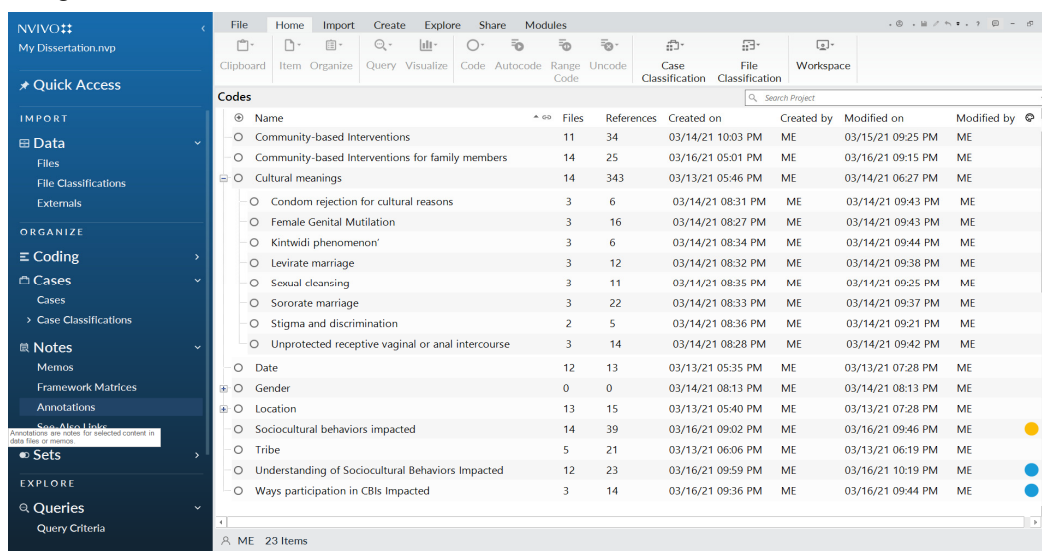 NVIVO
My Dissertation.nvp
Quick Access
IMPORT
Data
Files
File Classifications
Externals
ORGANIZE
Coding
Cases
Cases
Case Classifications
Notes
Memos
Framework Matrices
Annotations
See-Also Links
Annotations are notes for selected content in
data files or memos.
Sets
EXPLORE
Queries
Query Criteria
File Home Import Create Explore Share Modules
Clipboard Item Organize Query Visualize Code Autocode Range Code Uncode Case Classification File Classification Workspace
Codes
Search Project
Name Files References Created on Created by Modified on Modified by
Community-based Interventions 11 34 03/14/21 10:03 PM ME 03/15/21 09:25 PM ME
Community-based Interventions for family members 14 25 03/16/21 05:01 PM ME 03/16/21 09:15 PM ME
Cultural meanings 14 343 03/13/21 05:46 PM ME 03/14/21 06:27 PM ME
Condom rejection for cultural reasons 3 6 03/14/21 08:31 PM ME 03/14/21 09:43 PM ME
Female Genital Mutilation 3 16 03/14/21 08:27 PM ME 03/14/21 09:43 PM ME
Kintwidi phenomenon' 3 6 03/14/21 08:34 PM ME 03/14/21 09:44 PM ME
Levirate marriage 3 12 03/14/21 08:32 PM ME 03/14/21 09:38 PM ME
Sexual cleansing 3 11 03/14/21 08:35 PM ME 03/14/21 09:25 PM ME
Sororate marriage 3 22 03/14/21 08:33 PM ME 03/14/21 09:37 PM ME
Stigma and discrimination 2 5 03/14/21 08:36 PM ME 03/14/21 09:21 PM ME
Unprotected receptive vaginal or anal intercourse 3 14 03/14/21 08:28 PM ME 03/14/21 09:42 PM ME
Date 12 13 03/13/21 05:35 PM ME 03/13/21 07:28 PM ME
Gender 0 0 03/14/21 08:13 PM ME 03/14/21 08:13 PM ME
Location 13 15 03/13/21 05:40 PM ME 03/13/21 07:28 PM ME
Sociocultural behaviors impacted 14 39 03/16/21 09:02 PM ME 03/16/21 09:46 PM ME
Tribe 5 21 03/13/21 06:06 PM ME 03/13/21 06:19 PM ME
Understanding of Sociocultural Behaviors Impacted 12 23 03/16/21 09:59 PM ME 03/16/21 10:19 PM ME
Ways participation in CBIs Impacted 3 14 03/16/21 09:36 PM ME 03/16/21 09:44 PM ME
ME 23 Items